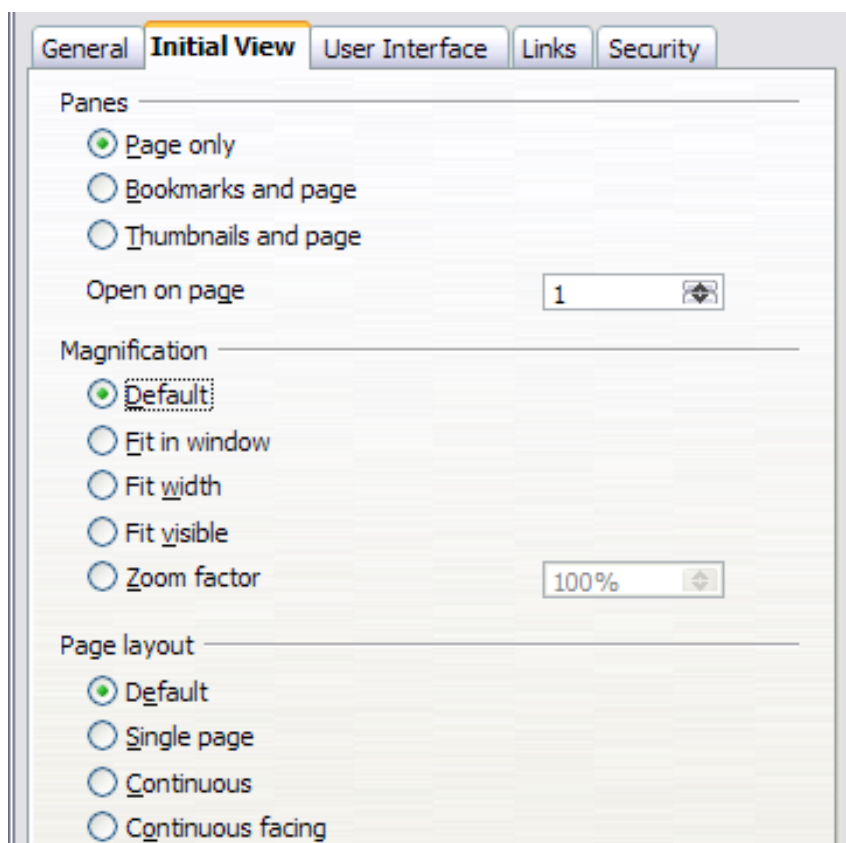 General Initial View User Interface Links Security
Panes
Page only
Bookmarks and page
Thumbnails and page
Open on page 1
Magnification
Default
Fit in window
Fit width
Fit visible
Zoom factor 100%
Page layout
Default
Single page
Continuous
Continuous facing